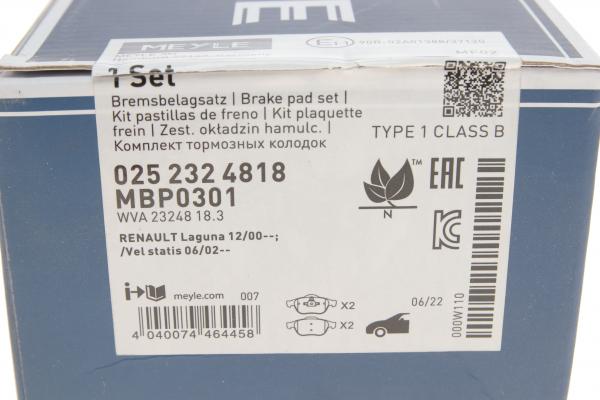 MEYLE
MF02
1 Set
Bremsbelagsatz | Brake pad set |
Kit pastillas de freno | Kit plaquette
frein | Zest. okładzin hamulc. |
Комплект тормозных колодок
TYPE 1 CLASS B
025 232 4818
MBP0301
WVA 23248 18.3
TM
N
EAC
RENAULT Laguna 12/00--;
/Vel statis 06/02--
meyle.com 007
X2
X2
06/22
000W110
4 040074 464458